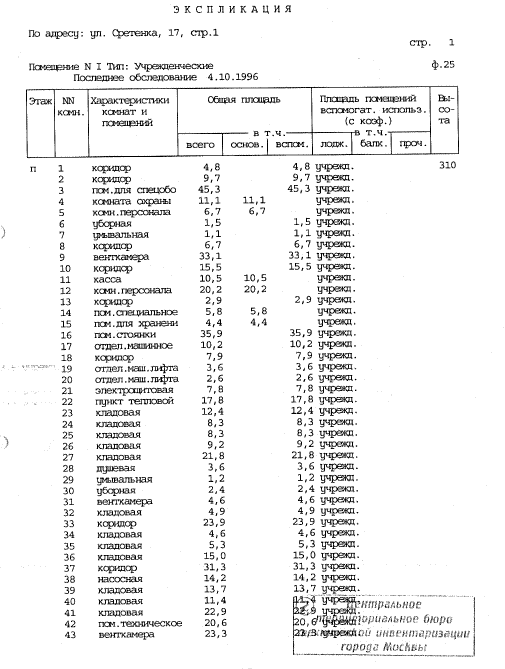 ЭКСПЛИКАЦИЯ
По адресу: ул. Сретенка, 17, стр.1
стр. 1
Помещение N I Тип: Учрежденческие ф.25
Последнее обследование 4.10.1996
Этаж NN комн. Характеристики комнат и помещений Общая площадь Площадь помещений вспомогат. использ. (с коэф.) Вы-со-та
в т.ч. в т.ч.
всего основ. вспом. лодж. балк. проч.
п 1 коридор 4,8 4,8 учрежд. 310
2 коридор 9,7 9,7 учрежд.
3 пом.для спецобо 45,3 45,3 учрежд.
4 комната охраны 11,1 11,1 учрежд.
5 комн.персонала 6,7 6,7 учрежд.
6 уборная 1,5 1,5 учрежд.
7 умывальная 1,1 1,1 учрежд.
8 коридор 6,7 6,7 учрежд.
9 венткамера 33,1 33,1 учрежд.
10 коридор 15,5 15,5 учрежд.
11 касса 10,5 10,5 учрежд.
12 комн.персонала 20,2 20,2 учрежд.
13 коридор 2,9 2,9 учрежд.
14 пом.специальное 5,8 5,8 учрежд.
15 пом.для хранени 4,4 4,4 учрежд.
16 пом.стоянки 35,9 35,9 учрежд.
17 отдел.машинное 10,2 10,2 учрежд.
18 коридор 7,9 7,9 учрежд.
19 отдел.маш.лифта 3,6 3,6 учрежд.
20 отдел.маш.лифта 2,6 2,6 учрежд.
21 электрощитовая 7,8 7,8 учрежд.
22 пункт тепловой 17,8 17,8 учрежд.
23 кладовая 12,4 12,4 учрежд.
24 кладовая 8,3 8,3 учрежд.
25 кладовая 8,3 8,3 учрежд.
26 кладовая 9,2 9,2 учрежд.
27 кладовая 21,8 21,8 учрежд.
28 душевая 3,6 3,6 учрежд.
29 умывальная 1,2 1,2 учрежд.
30 уборная 2,4 2,4 учрежд.
31 венткамера 4,6 4,6 учрежд.
32 кладовая 4,9 4,9 учрежд.
33 коридор 23,9 23,9 учрежд.
34 кладовая 4,6 4,6 учрежд.
35 кладовая 5,3 5,3 учрежд.
36 кладовая 15,0 15,0 учрежд.
37 коридор 31,3 31,3 учрежд.
38 насосная 14,2 14,2 учрежд.
39 кладовая 13,7 13,7 учрежд.
40 кладовая 11,4 11,4
41 кладовая 22,9 22,9
42 пом.техническое 20,6 20,6
43 венткамера 23,3 23,3
Центральное
территориальное бюро
инвентаризации
города Москвы